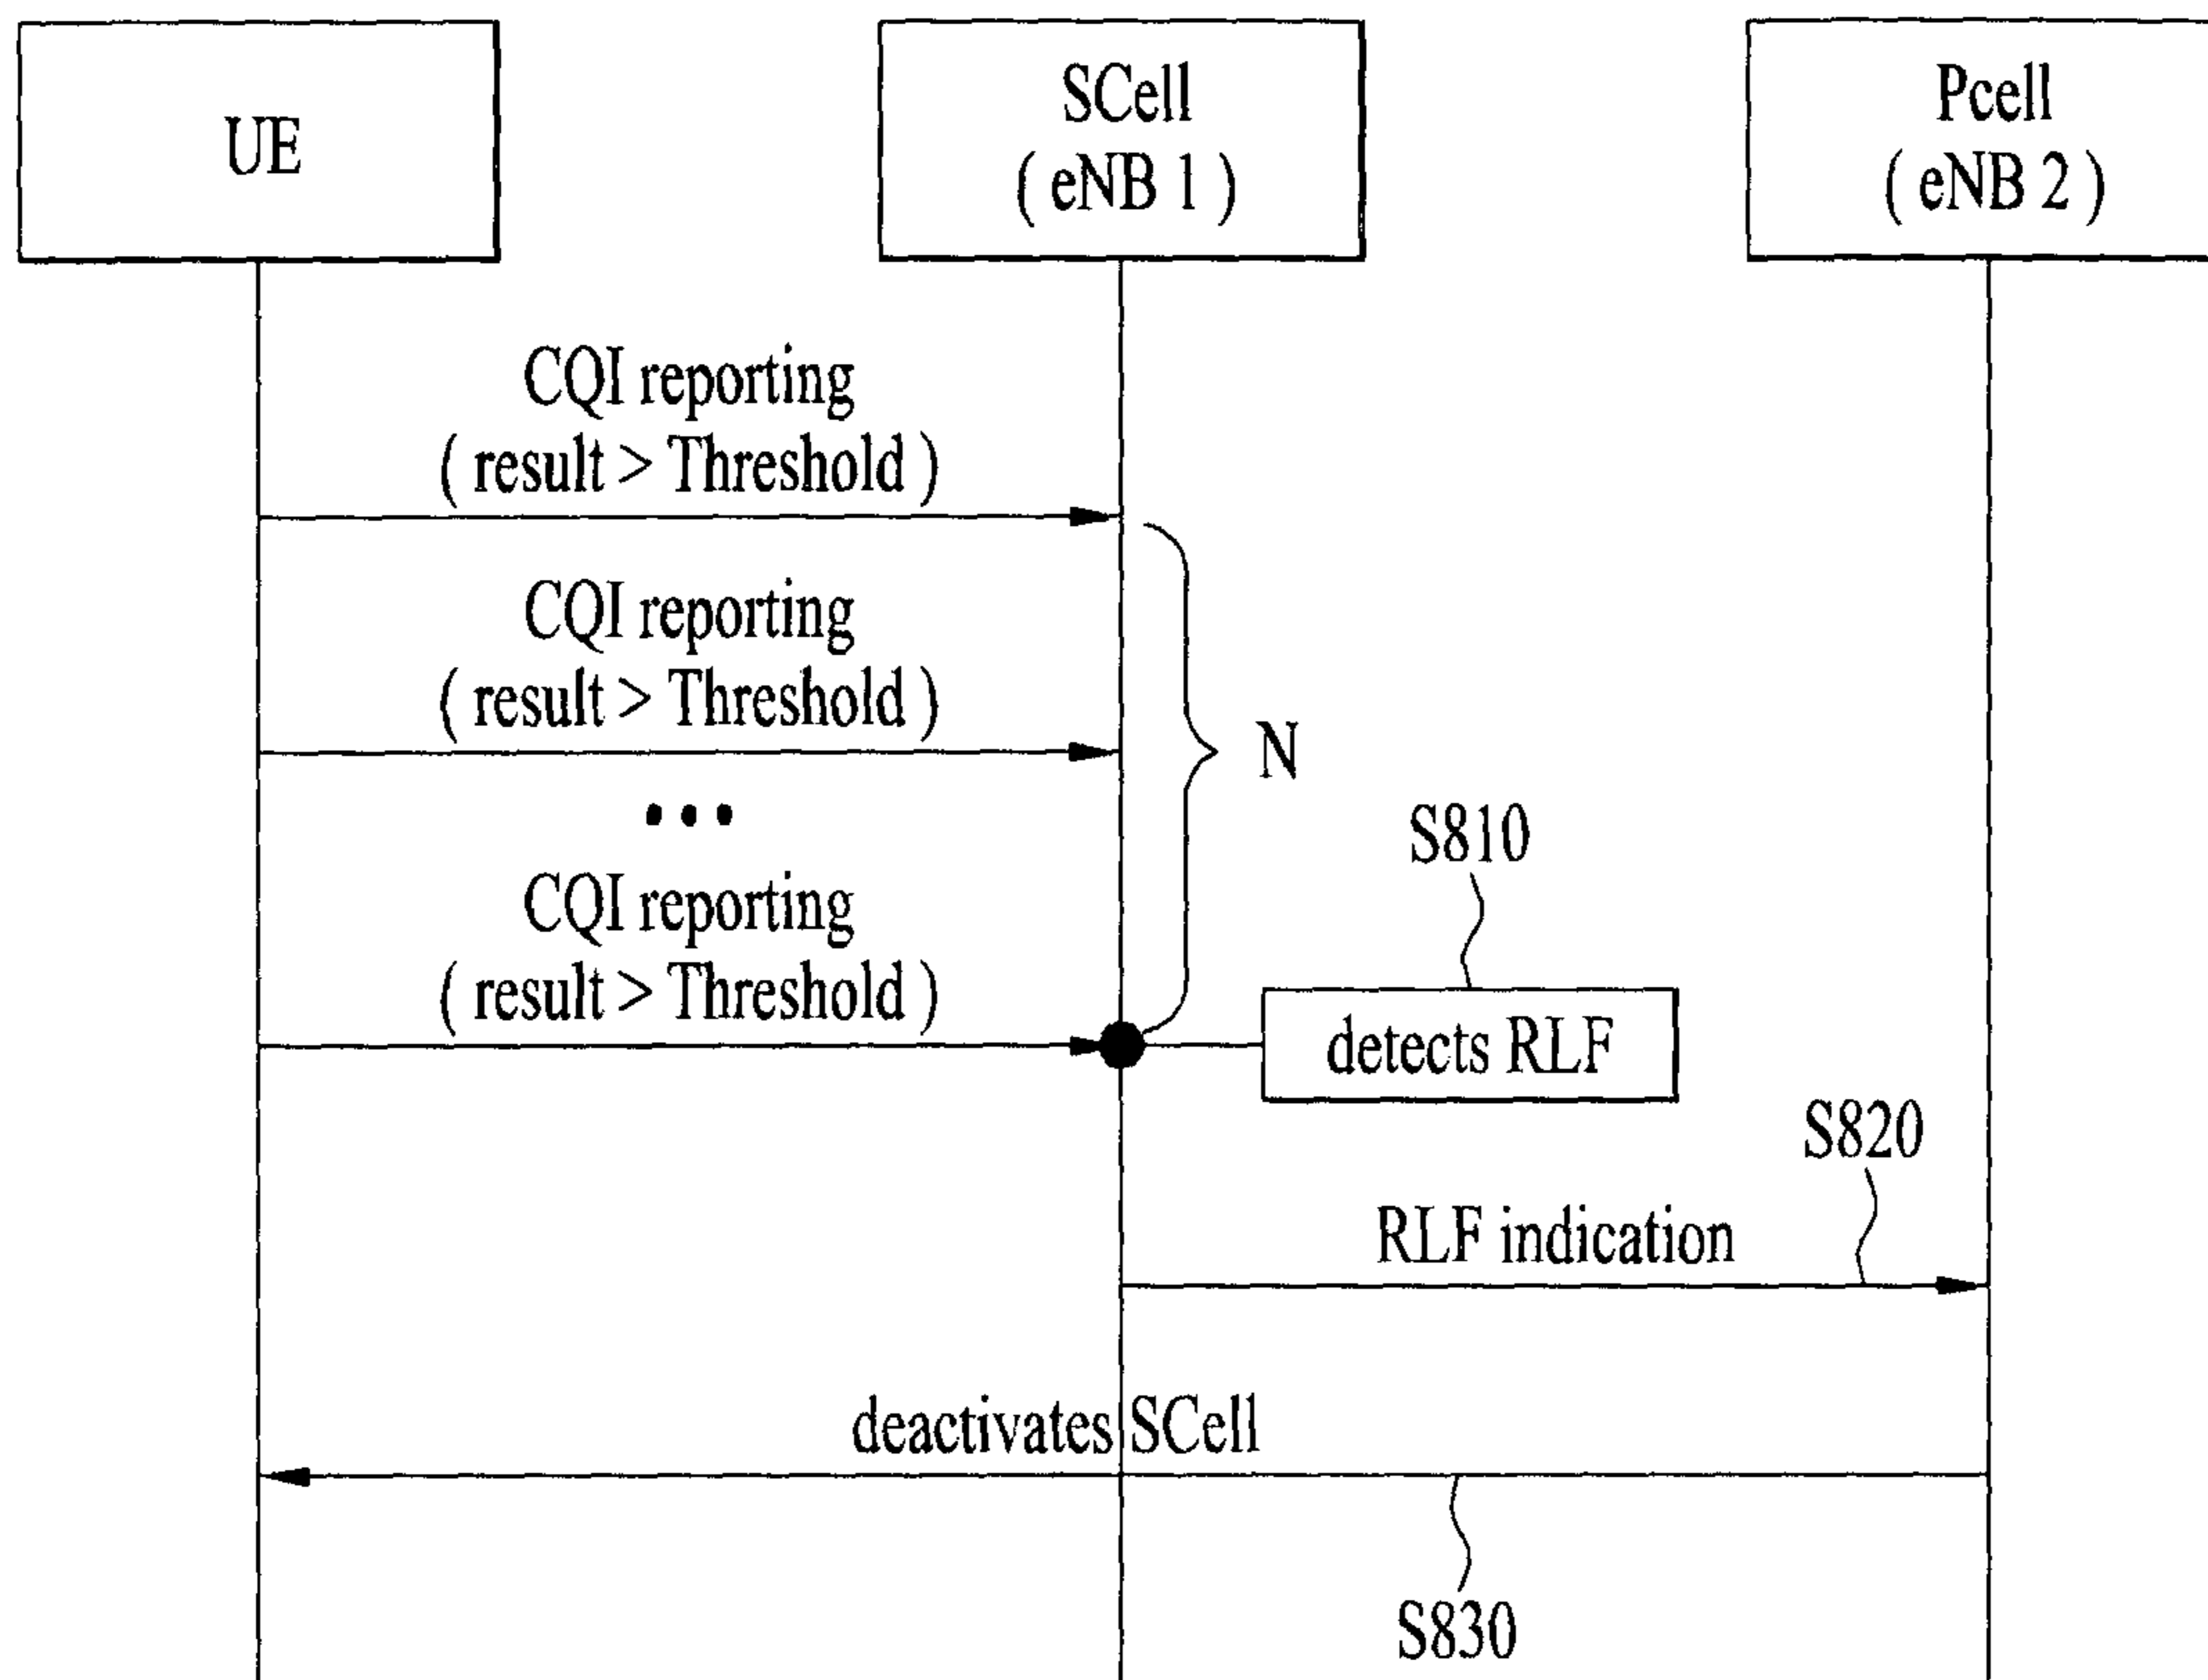 UE
SCell
( eNB 1 )
Pcell
( eNB 2 )
CQI reporting
( result > Threshold )
CQI reporting
( result > Threshold )
N
•••
S810
CQI reporting
( result > Threshold )
detects RLF
S820
RLF indication
deactivates SCell
S830